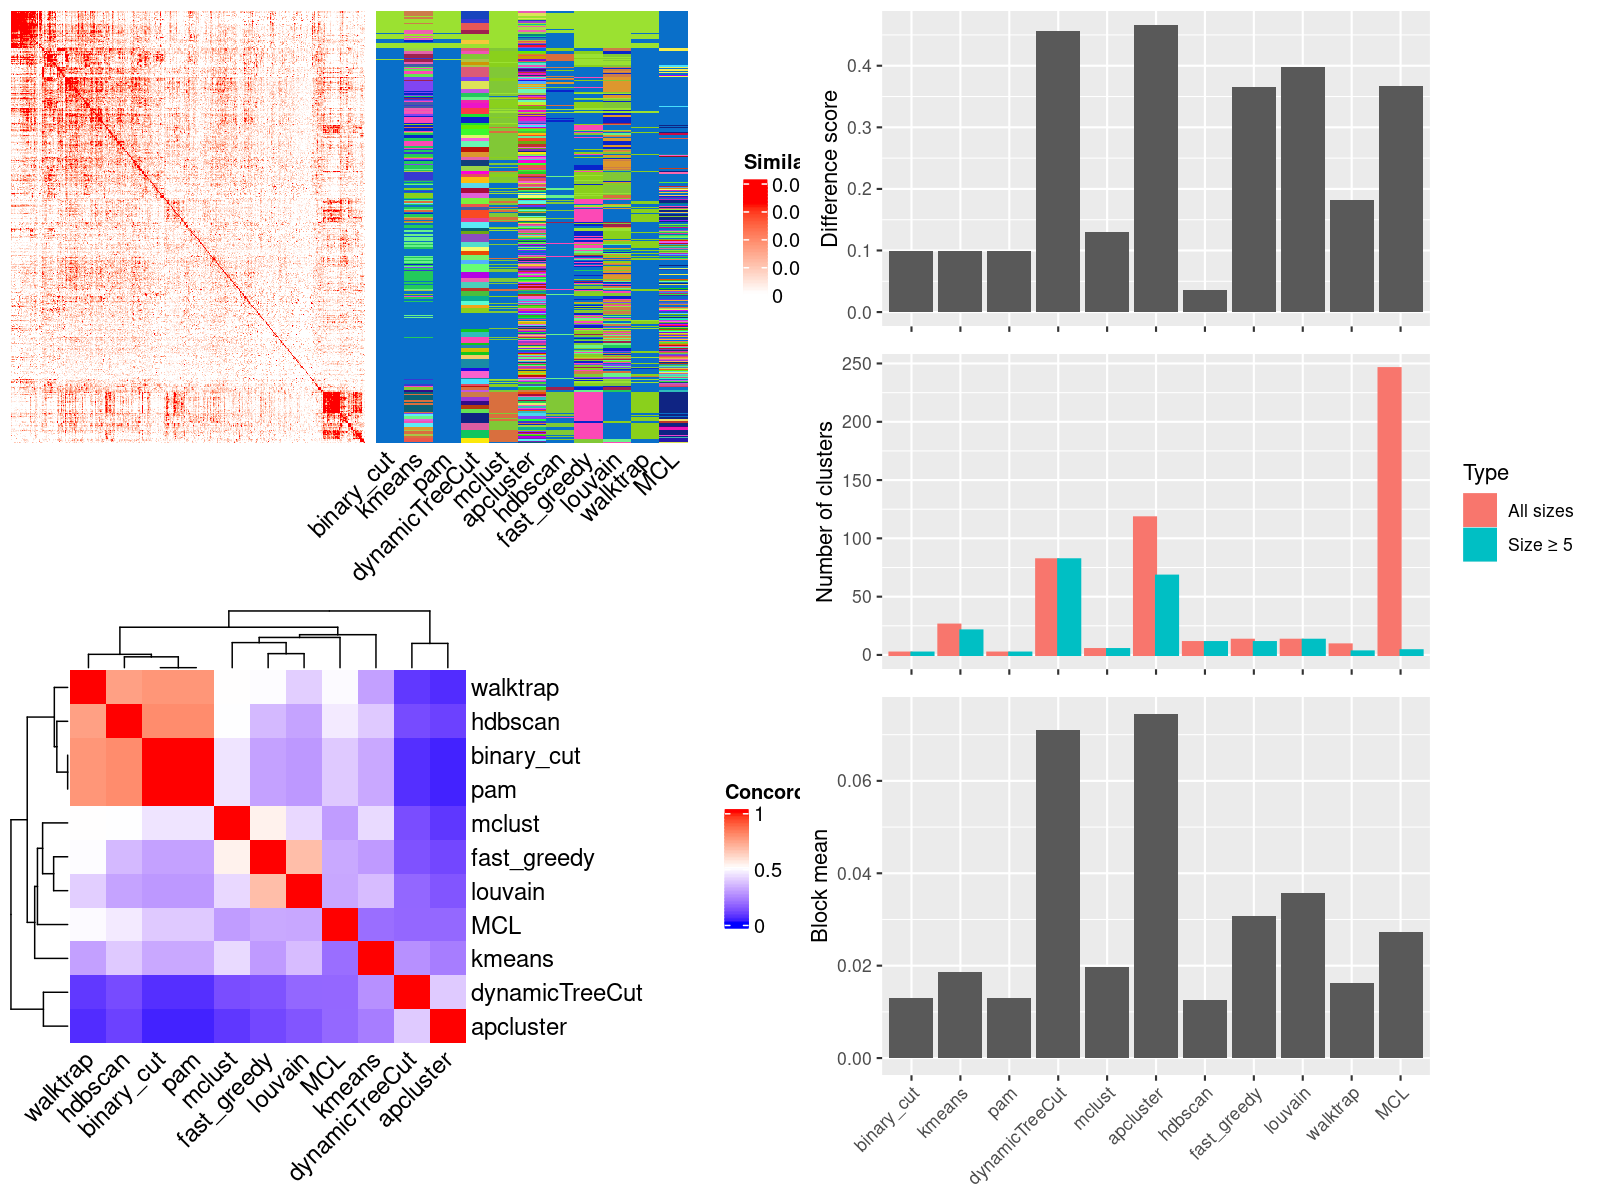 Simila
0.0
0.0
0.0
0.0
0
binary_cut
kmeans
pam
dynamicTreeCut
mclust
apcluster
hdbscan
fast_greedy
louvain
walktrap
MCL
walktrap
hdbscan
binary_cut
pam
mclust
fast_greedy
louvain
MCL
kmeans
dynamicTreeCut
apcluster
walktrap
hdbscan
binary_cut
pam
mclust
fast_greedy
louvain
MCL
kmeans
dynamicTreeCut
apcluster
Concord
1
0.5
0
Difference score
0.4
0.3
0.2
0.1
0.0
Number of clusters
250
200
150
100
50
0
Type
All sizes
Size ≥ 5
Block mean
0.06
0.04
0.02
0.00
binary_cut
kmeans
pam
dynamicTreeCut
mclust
apcluster
hdbscan
fast_greedy
louvain
walktrap
MCL